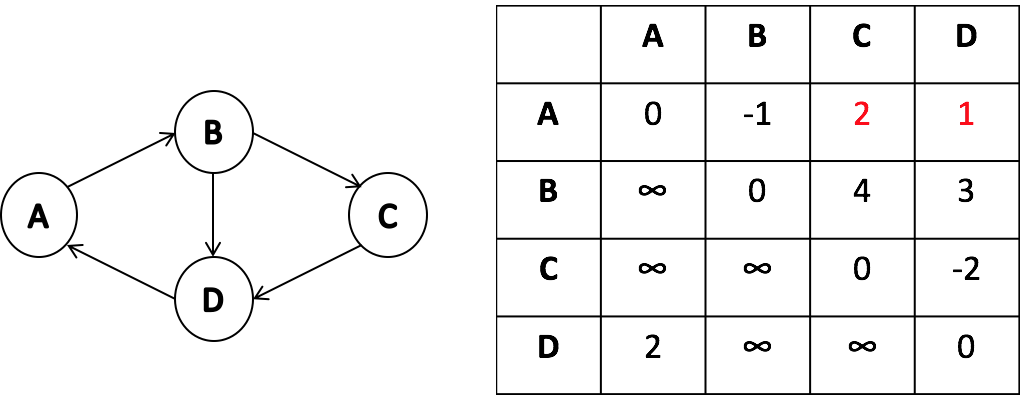 B
A
C
D
A B C D
A 0 -1 2 1
B ∞ 0 4 3
C ∞ ∞ 0 -2
D 2 ∞ ∞ 0